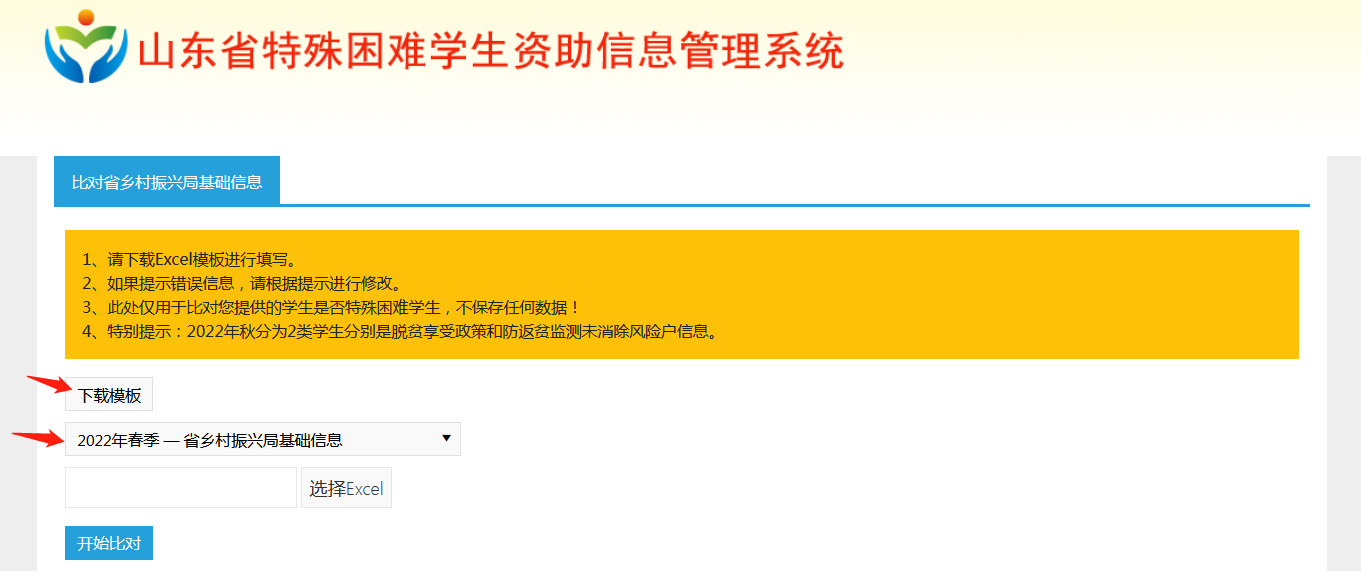 山东省特殊困难学生资助信息管理系统
比对省乡村振兴局基础信息
1、请下载Excel模板进行填写。
2、如果提示错误信息，请根据提示进行修改。
3、此处仅用于比对您提供的学生是否特殊困难学生，不保存任何数据！
4、特别提示：2022年秋分为2类学生分别是脱贫享受政策和防返贫监测未消除风险户信息。
下载模板
2022年春季 — 省乡村振兴局基础信息
选择Excel
开始比对